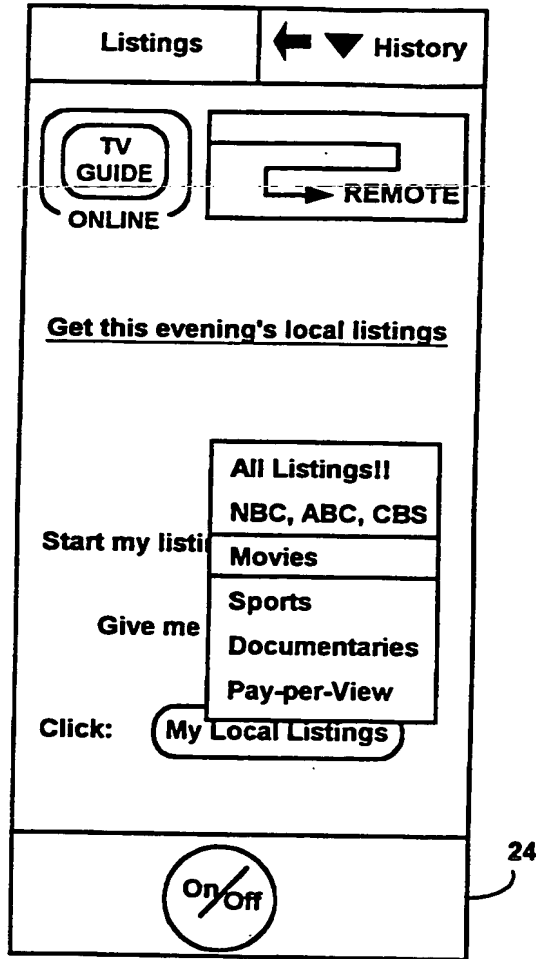 Listings
History
TV
GUIDE
ONLINE
REMOTE
Get this evening's local listings
All Listings!!
NBC, ABC, CBS
Start my
Movies
Sports
Give me
Documentaries
Pay-per-View
Click:
My Local Listings
On/Off
24